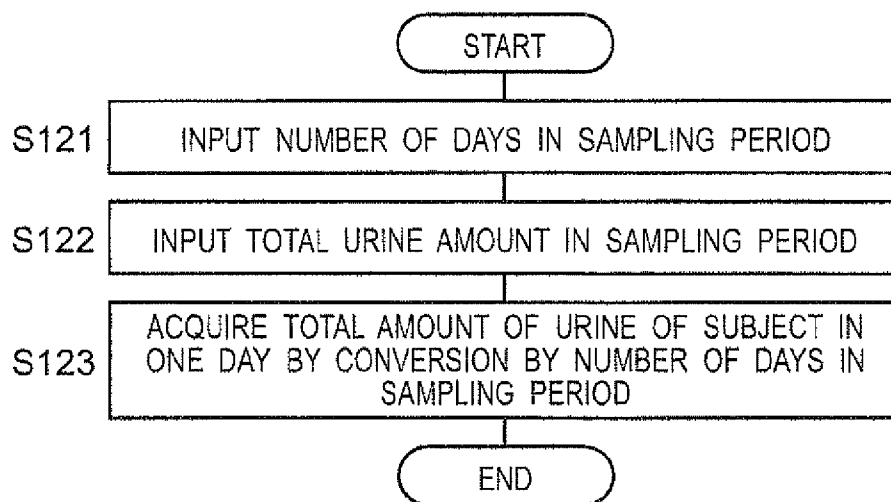 START
S121 INPUT NUMBER OF DAYS IN SAMPLING PERIOD
S122 INPUT TOTAL URINE AMOUNT IN SAMPLING PERIOD
ACQUIRE TOTAL AMOUNT OF URINE OF SUBJECT IN
S123 ONE DAY BY CONVERSION BY NUMBER OF DAYS IN
SAMPLING PERIOD
END